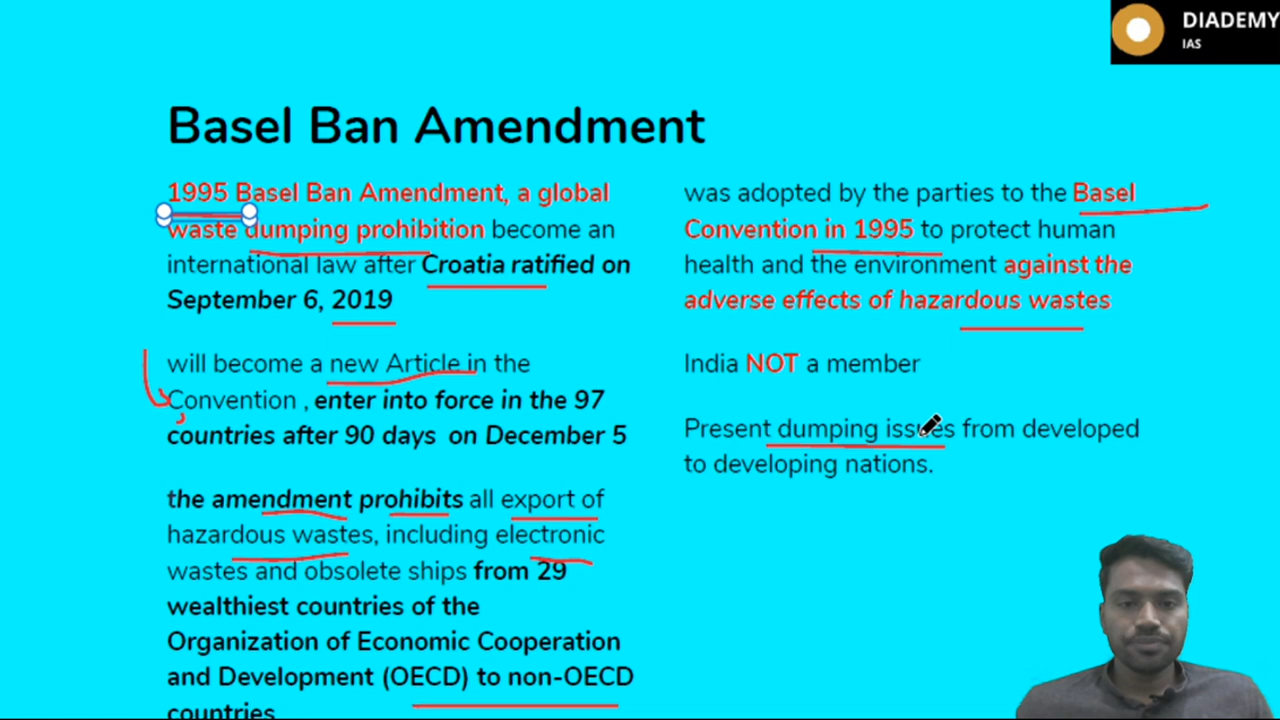 DIADEMY
IAS
Basel Ban Amendment
1995 Basel Ban Amendment, a global
waste dumping prohibition become an
international law after Croatia ratified on
September 6, 2019
will become a new Article in the
Convention , enter into force in the 97
countries after 90 days on December 5
the amendment prohibits all export of
hazardous wastes, including electronic
wastes and obsolete ships from 29
wealthiest countries of the
Organization of Economic Cooperation
and Development (OECD) to non-OECD
countries
was adopted by the parties to the Basel
Convention in 1995 to protect human
health and the environment against the
adverse effects of hazardous wastes
India NOT a member
Present dumping issues from developed
to developing nations.